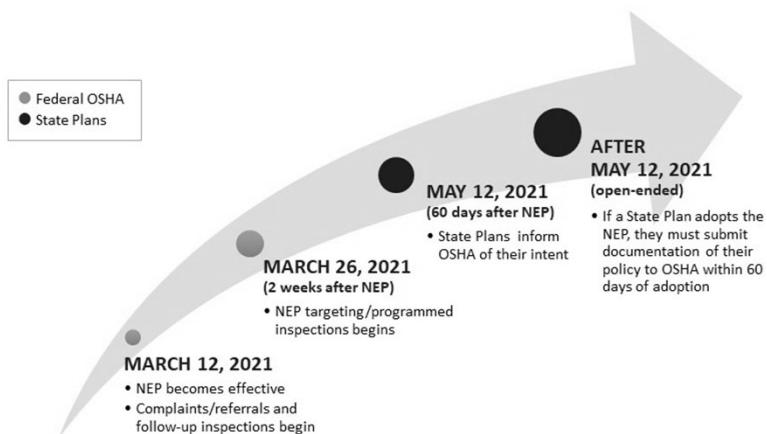 Federal OSHA
State Plans
MARCH 12, 2021
• NEP becomes effective
• Complaints/referrals and
follow-up inspections begin
MARCH 26, 2021
(2 weeks after NEP)
• NEP targeting/programmed
inspections begins
MAY 12, 2021
(60 days after NEP)
• State Plans inform
OSHA of their intent
AFTER
MAY 12, 2021
(open-ended)
• If a State Plan adopts the
NEP, they must submit
documentation of their
policy to OSHA within 60
days of adoption